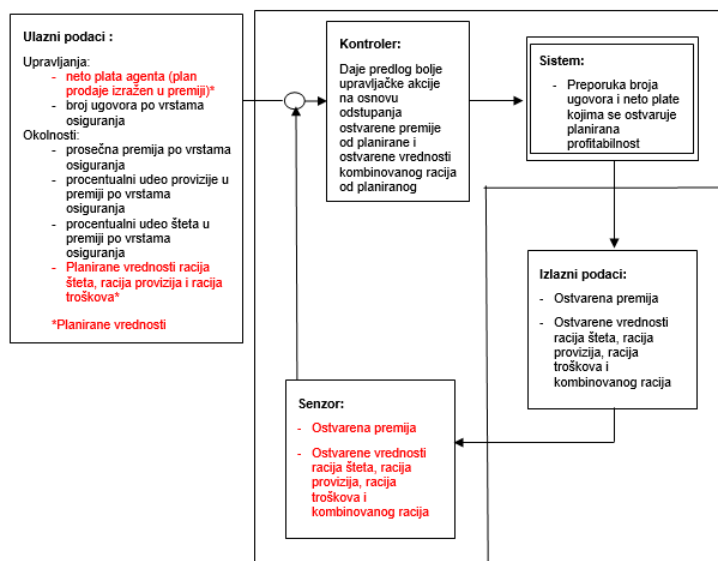 Ulazni podaci :
Upravljanja:
- neto plata agenta (plan
prodaje izražen u premiji)*
- broj ugovora po vrstama
osiguranja
Okolnosti:
- prosečna premija po vrstama
osiguranja
- procentualni udeo provizije u
premiji po vrstama
osiguranja
- procentualni udeo šteta u
premiji po vrstama
osiguranja
- Planirane vrednosti racija
šteta, racija provizija i racija
troškova*
*Planirane vrednosti
Kontroler:
Daje predlog bolje
upravljačke akcije
na osnovu
odstupanja
ostvarene premije
od planirane i
ostvarene vrednosti
kombinovanog racija
od planiranog
Sistem:
- Preporuka broja
ugovora i neto plate
kojima se ostvaruje
planirana
profitabilnost
Izlazni podaci:
- Ostvarena premija
- Ostvarene vrednosti
racija šteta, racija
provizija, racija
troškova i
kombinovanog racija
Senzor:
- Ostvarena premija
- Ostvarene vrednosti
racija šteta, racija
provizija, racija
troškova i
kombinovanog racija